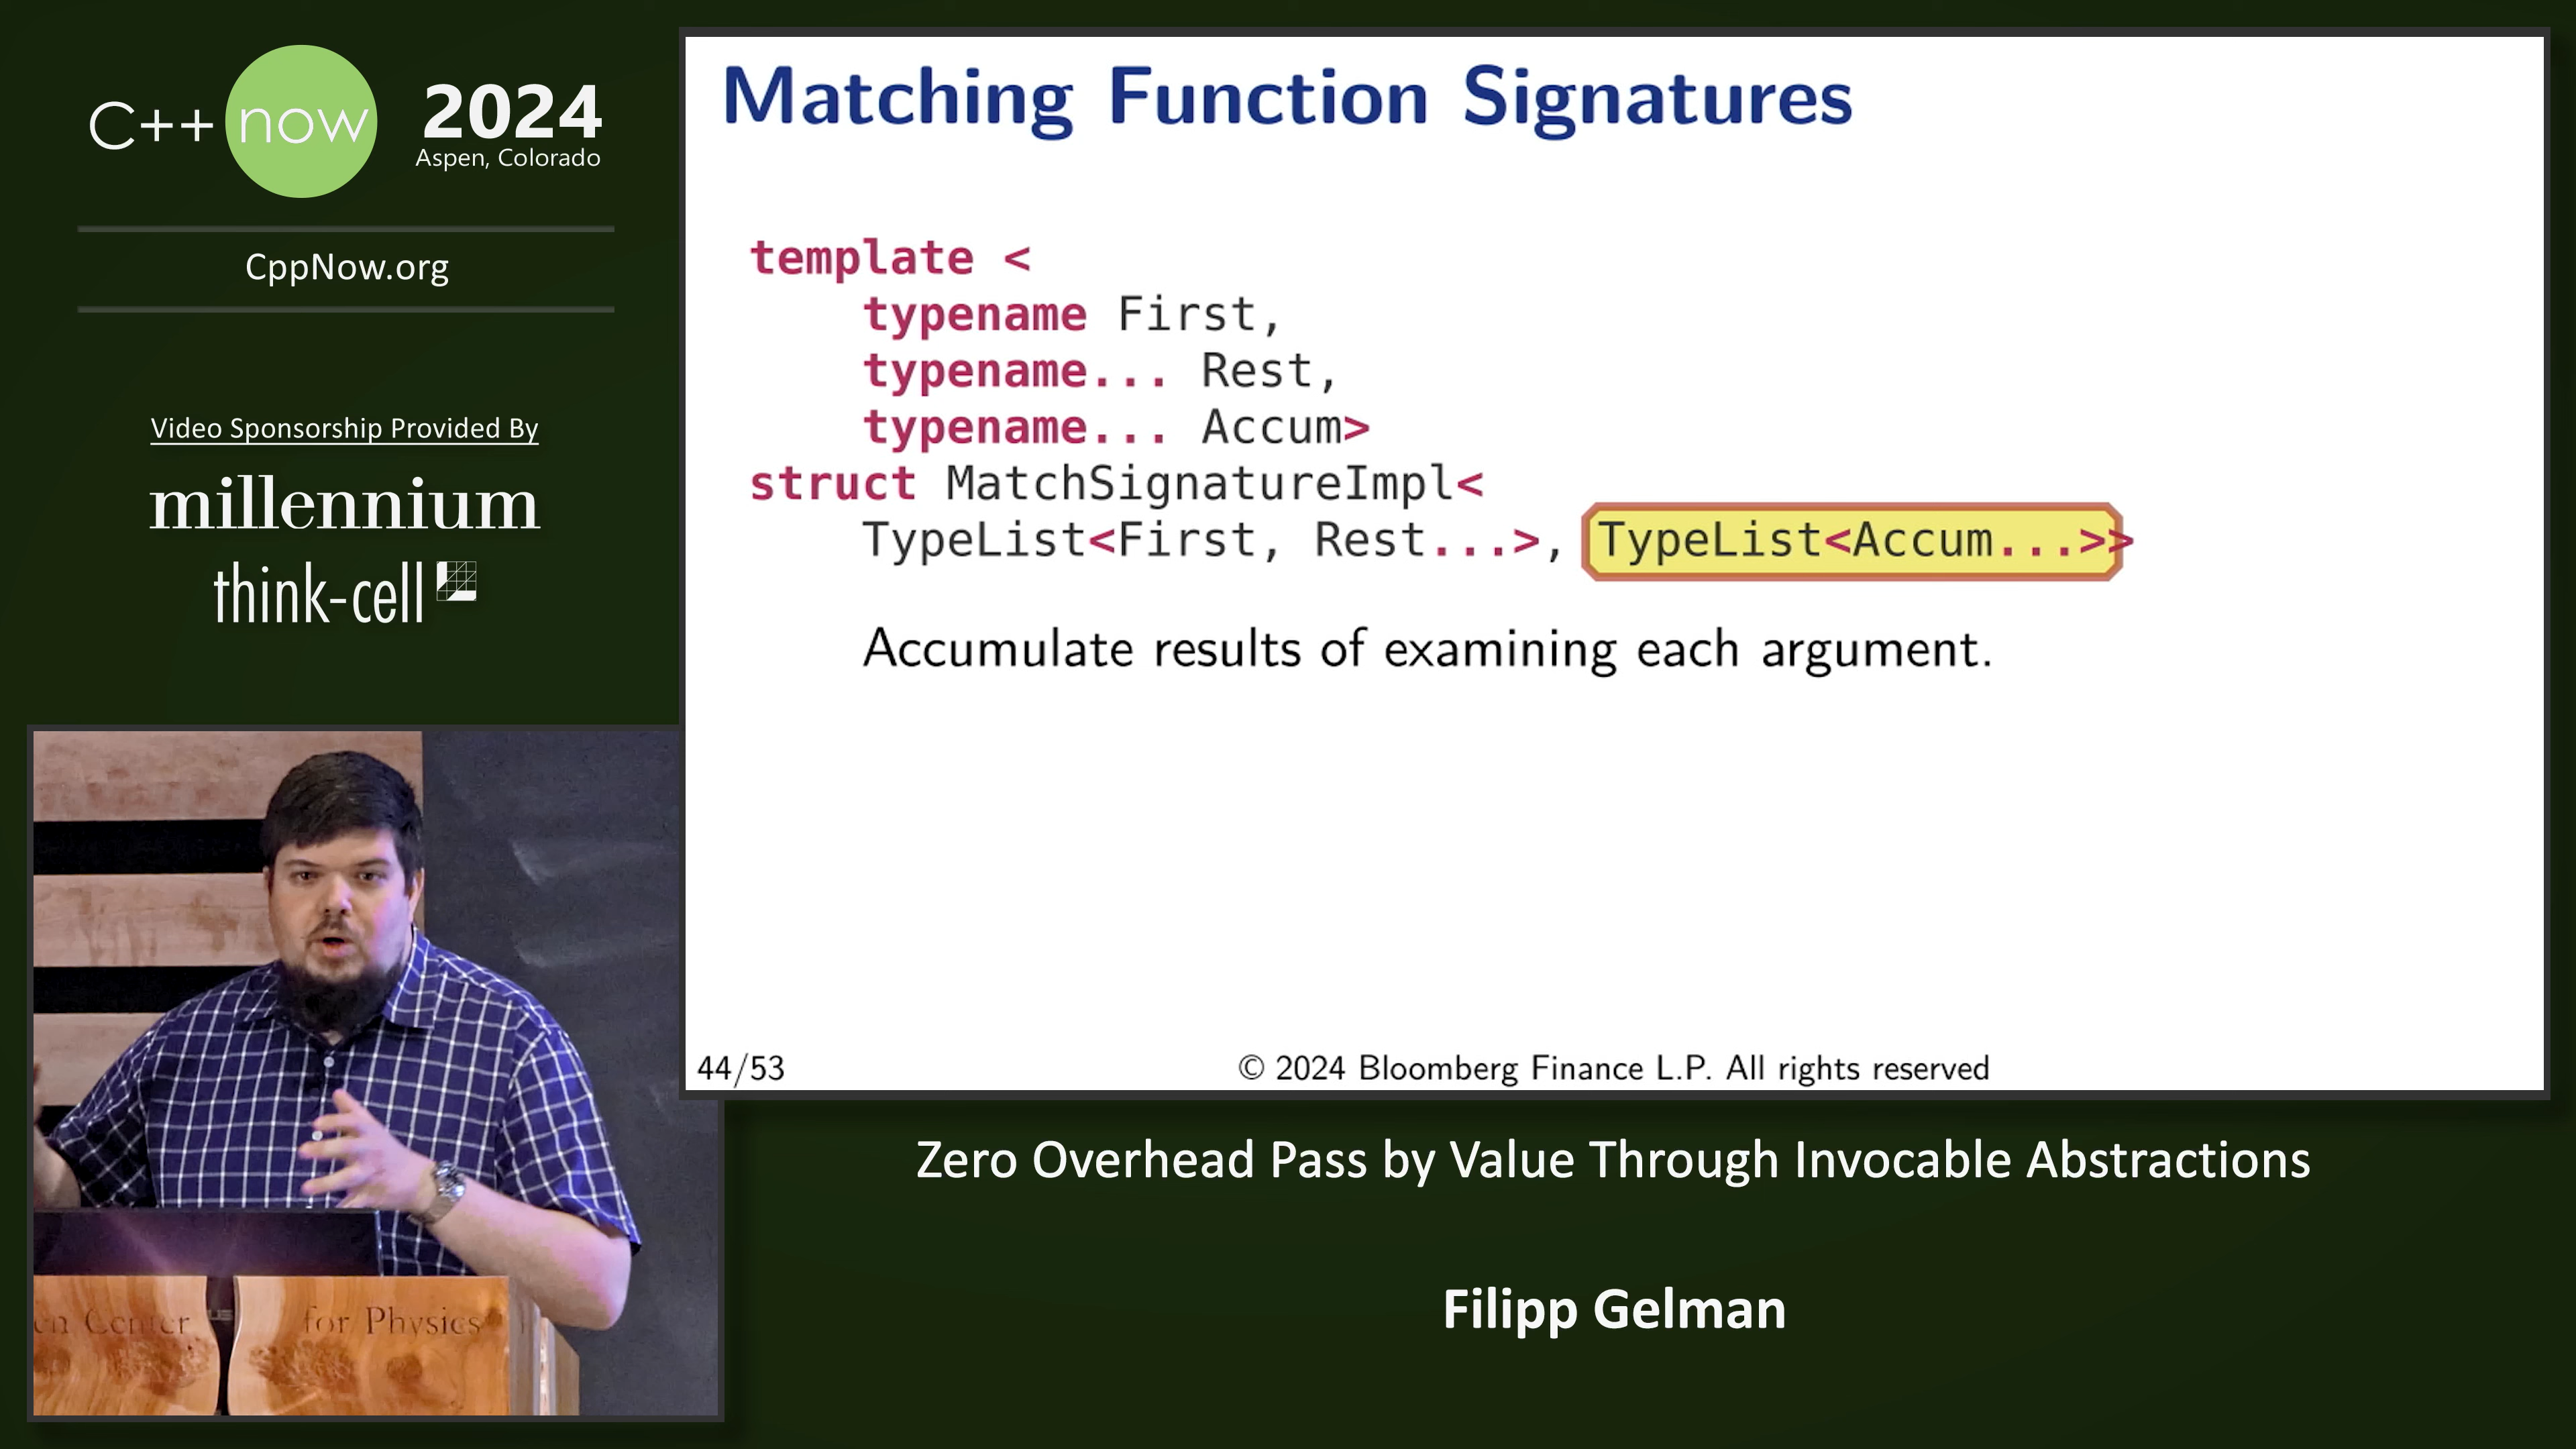 C++ now 2024
Aspen, Colorado
CppNow.org
Video Sponsorship Provided By
millennium
think-cell
Matching Function Signatures
template <
typename First,
typename... Rest,
typename... Accum>
struct MatchSignatureImpl<
TypeList<First, Rest...>, TypeList<Accum...>>
Accumulate results of examining each argument.
44/53
© 2024 Bloomberg Finance L.P. All rights reserved
en Center for Physics
Zero Overhead Pass by Value Through Invocable Abstractions
Filipp Gelman